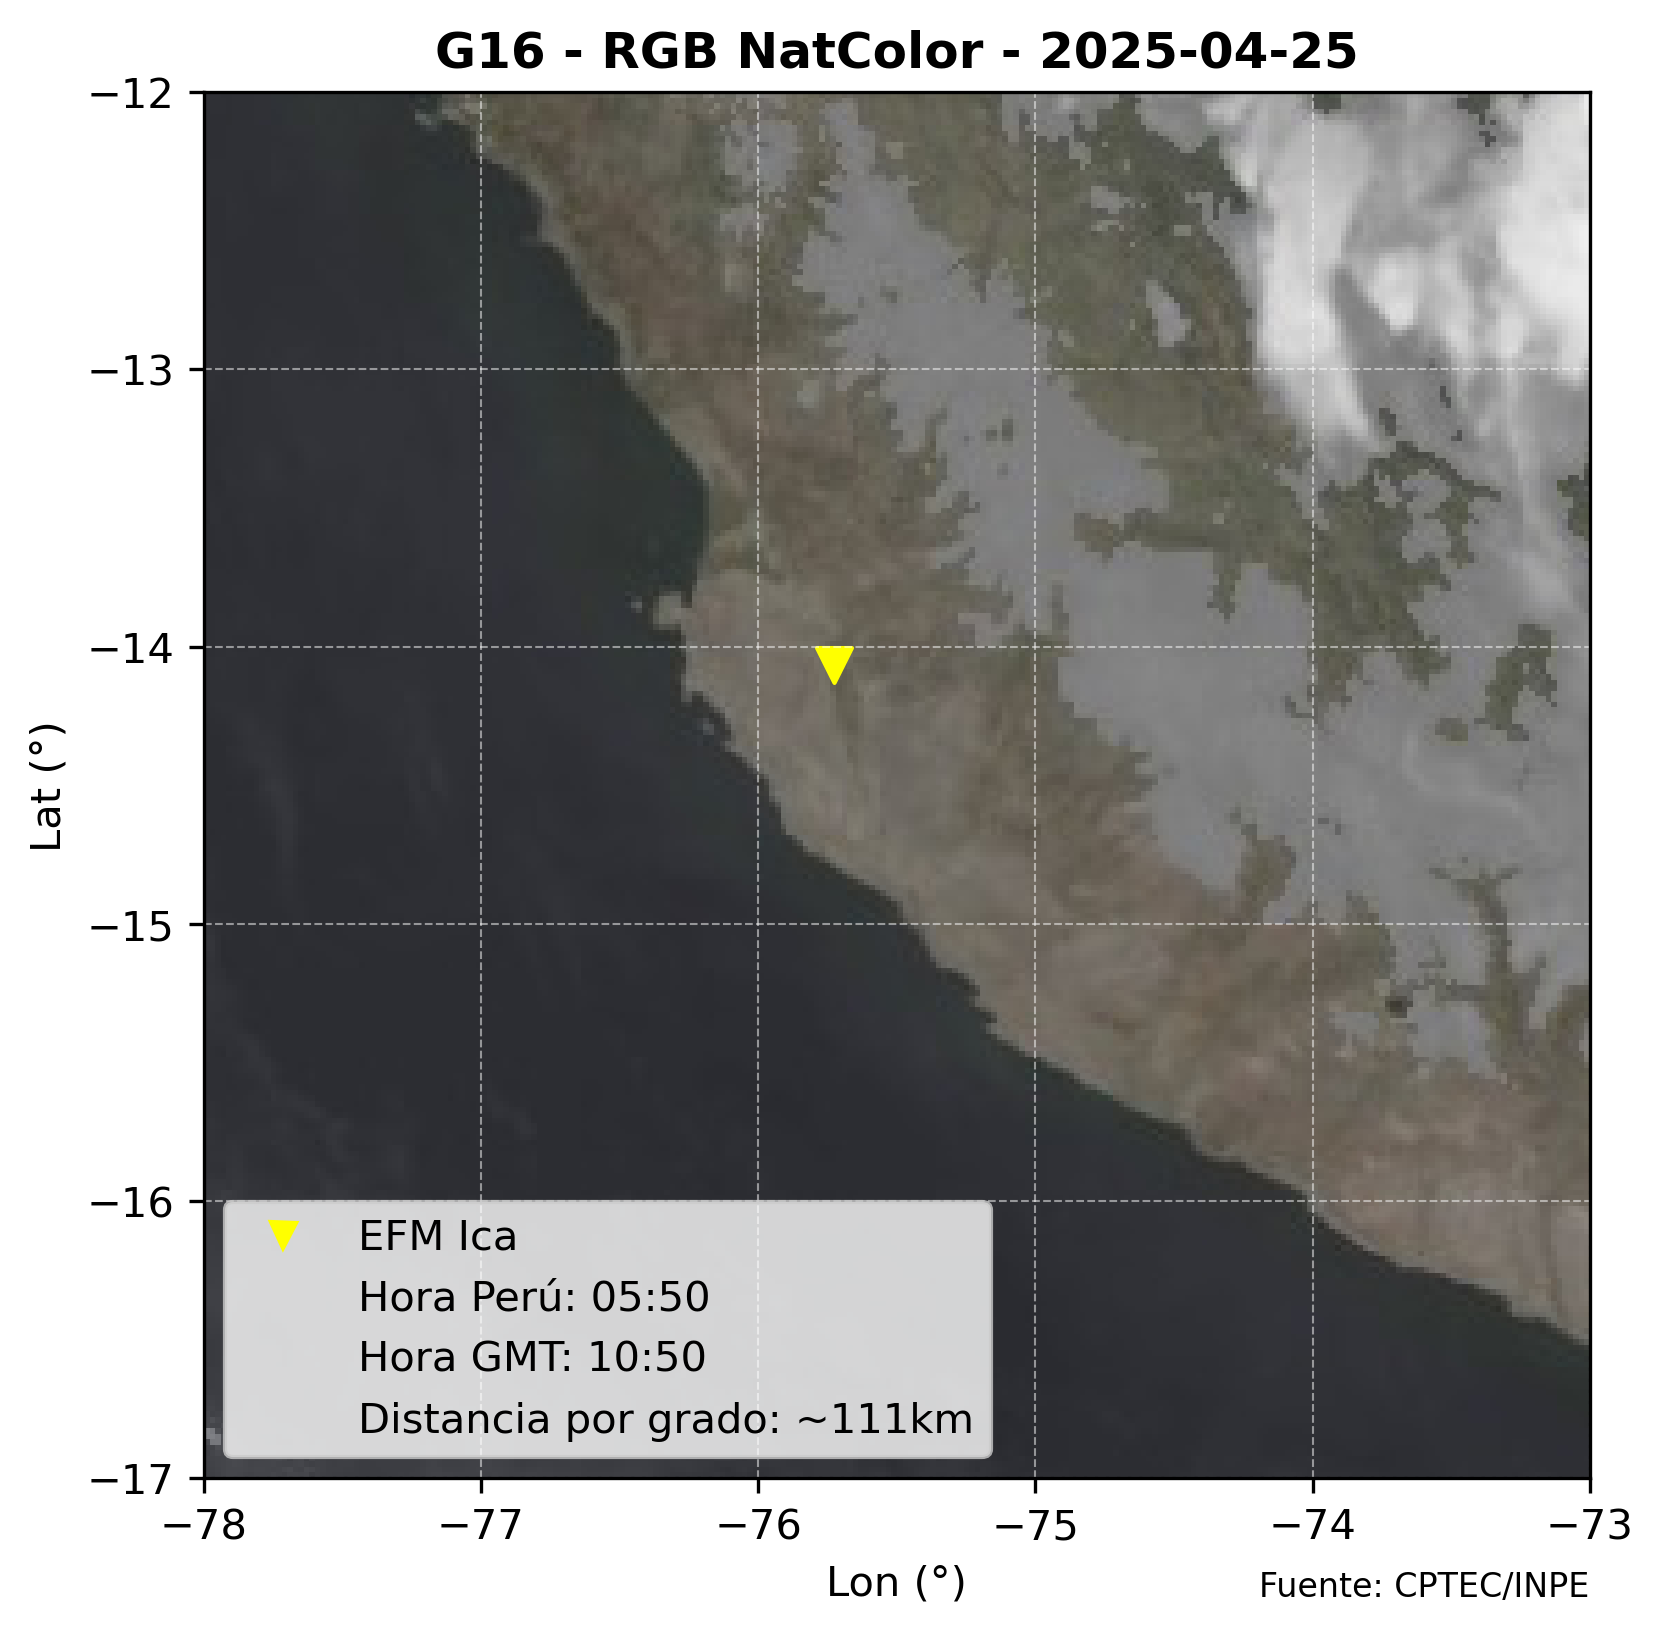 G16 - RGB NatColor - 2025-04-25
−12
−13
−14
−15
−16
−17
Lat (°)
EFM Ica
Hora Perú: 05:50
Hora GMT: 10:50
Distancia por grado: ~111km
−78 −77 −76 −75 −74 −73
Lon (°)
Fuente: CPTEC/INPE